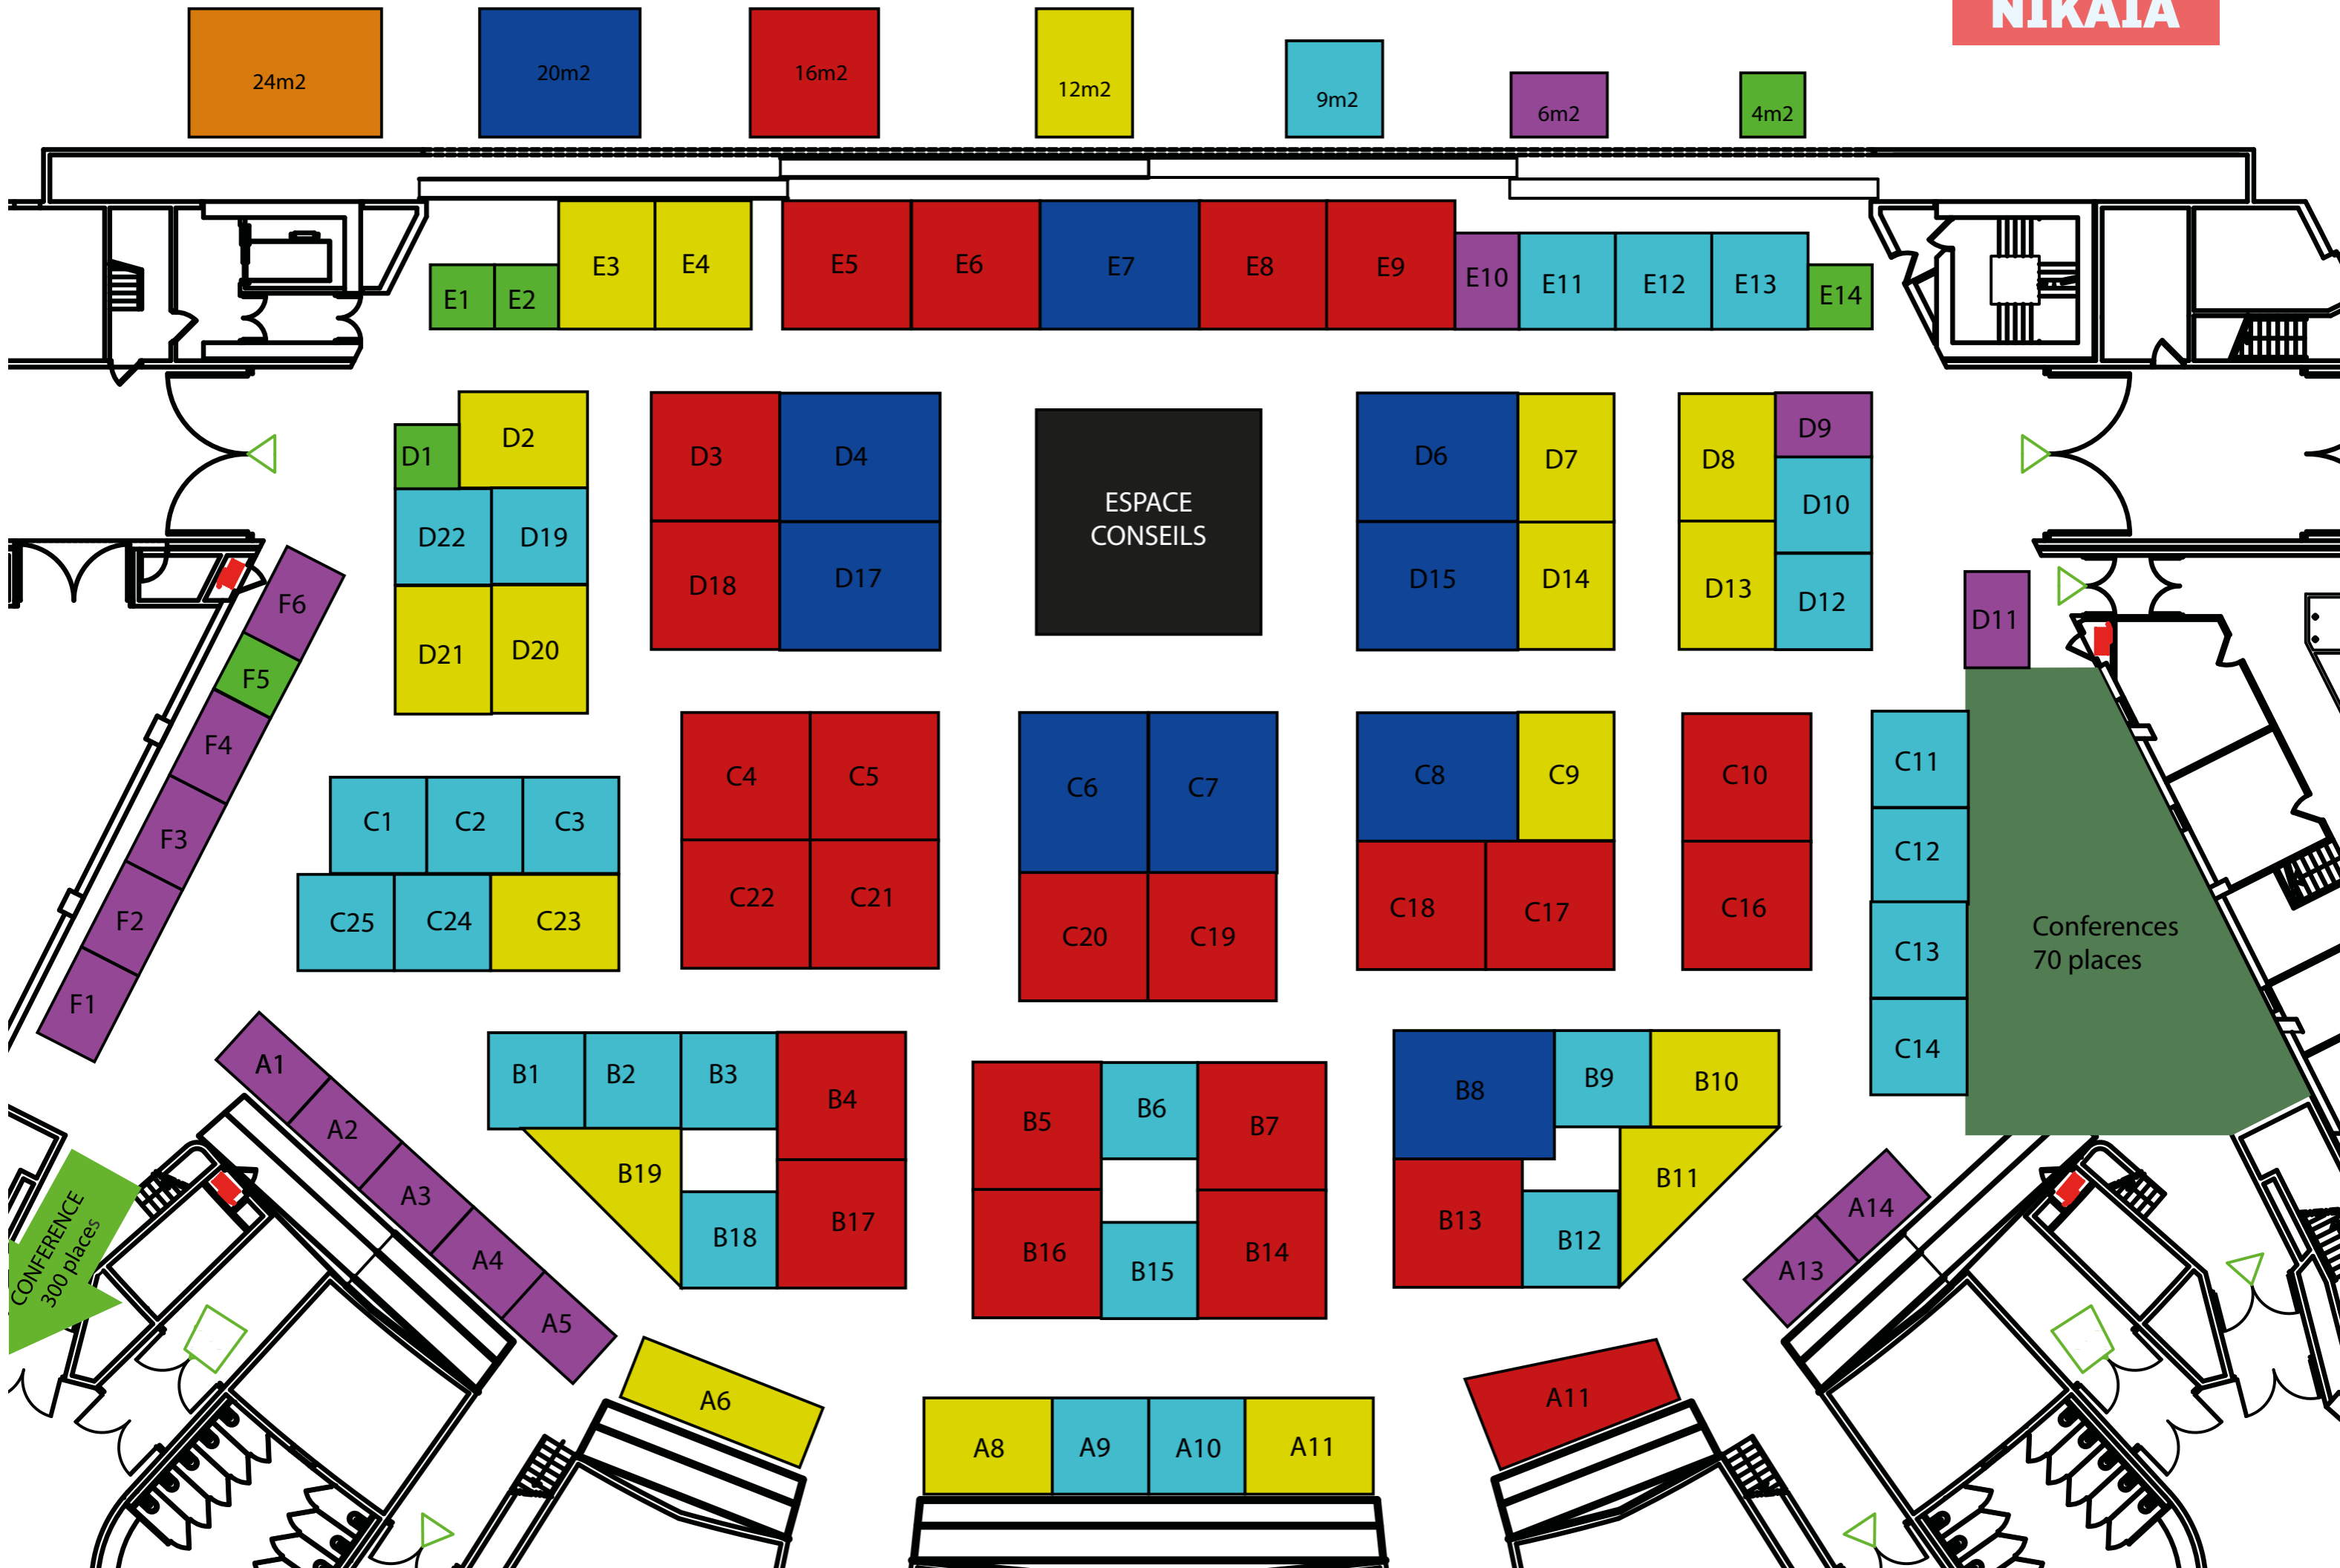 NIKAIA
24m2
20m2
16m2
12m2
9m2
6m2
4m2
E1
E2
E3
E4
E5
E6
E7
E8
E9
E10
E11
E12
E13
E14
D1
D2
D3
D4
ESPACE
CONSEILS
D6
D7
D8
D9
D10
D22
D19
D18
D17
D15
D14
D13
D12
D11
D21
D20
F6
F5
F4
F3
F2
F1
C1
C2
C3
C4
C5
C6
C7
C8
C9
C10
C11
C12
C25
C24
C23
C22
C21
C20
C19
C18
C17
C16
C13
C14
Conferences
70 places
A1
A2
A3
A4
A5
B1
B2
B3
B4
B5
B6
B7
B8
B9
B10
B19
B18
B17
B16
B15
B14
B13
B12
B11
A14
A13
CONFERENCE
300 places
A6
A8
A9
A10
A11
A11